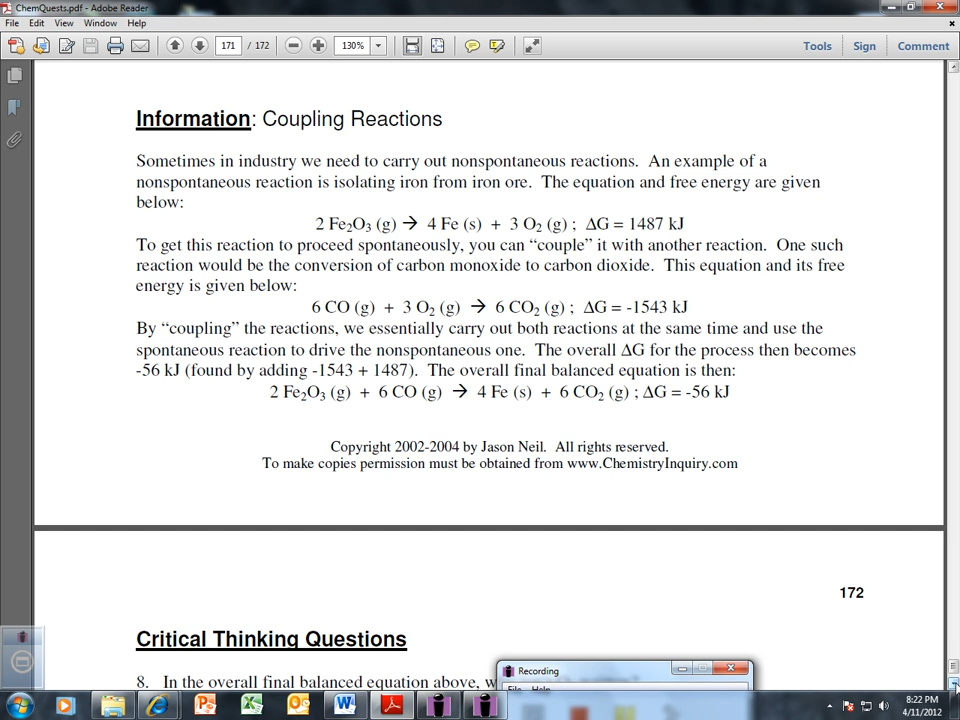 ChemQuests.pdf - Adobe Reader
File Edit View Window Help
171 / 172 130% Tools Sign Comment
Information: Coupling Reactions
Sometimes in industry we need to carry out nonspontaneous reactions. An example of a
nonspontaneous reaction is isolating iron from iron ore. The equation and free energy are given
below:
2 Fe₂O₃ (g) → 4 Fe (s) + 3 O₂ (g) ; ΔG = 1487 kJ
To get this reaction to proceed spontaneously, you can “couple” it with another reaction. One such
reaction would be the conversion of carbon monoxide to carbon dioxide. This equation and its free
energy is given below:
6 CO (g) + 3 O₂ (g) → 6 CO₂ (g) ; ΔG = -1543 kJ
By “coupling” the reactions, we essentially carry out both reactions at the same time and use the
spontaneous reaction to drive the nonspontaneous one. The overall ΔG for the process then becomes
-56 kJ (found by adding -1543 + 1487). The overall final balanced equation is then:
2 Fe₂O₃ (g) + 6 CO (g) → 4 Fe (s) + 6 CO₂ (g) ; ΔG = -56 kJ
Copyright 2002-2004 by Jason Neil. All rights reserved.
To make copies permission must be obtained from www.ChemistryInquiry.com
172
Critical Thinking Questions
8. In the overall final balanced equation above, w
Recording
File Help
8:22 PM
4/11/2012